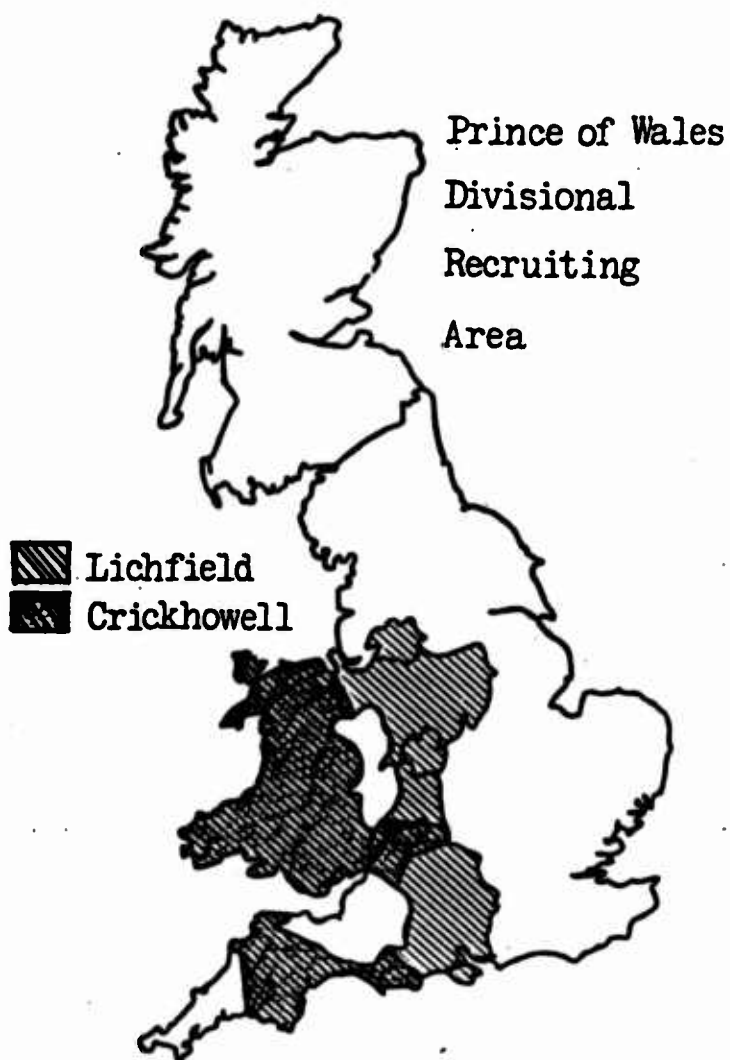 Prince of Wales
Divisional
Recruiting
Area
Lichfield
Crickhowell